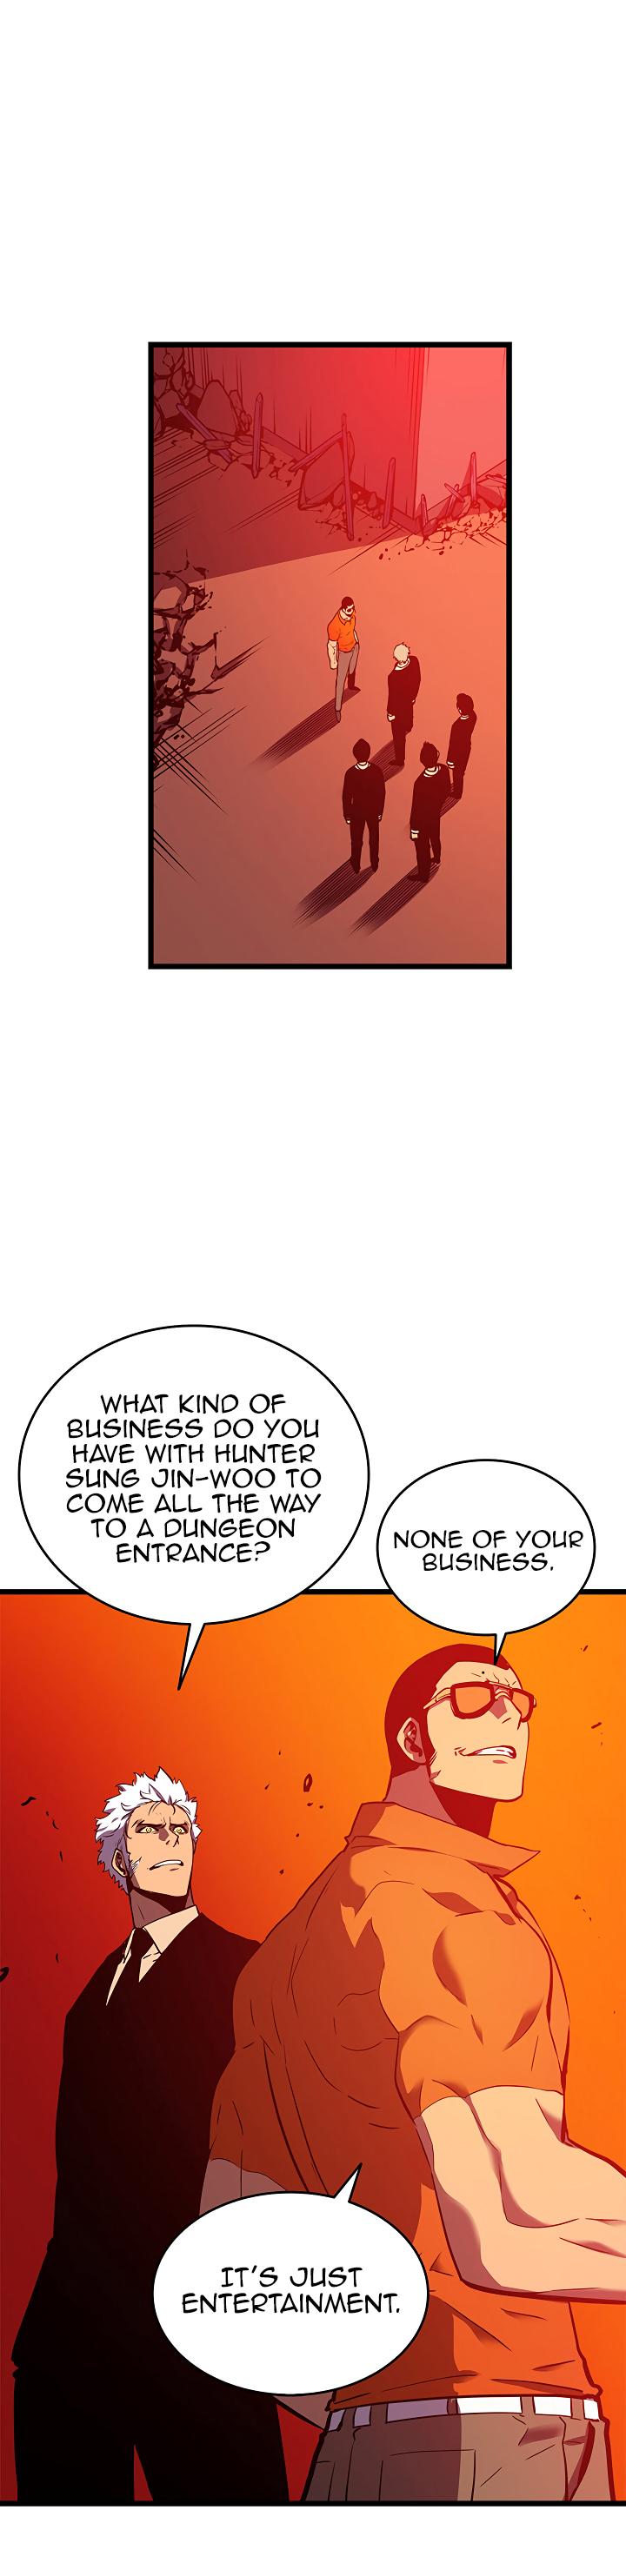 WHAT KIND OF
BUSINESS DO YOU
HAVE WITH HUNTER
SUNG JIN-WOO TO
COME ALL THE WAY
TO A DUNGEON
ENTRANCE?
NONE OF YOUR
BUSINESS.
IT'S JUST
ENTERTAINMENT.